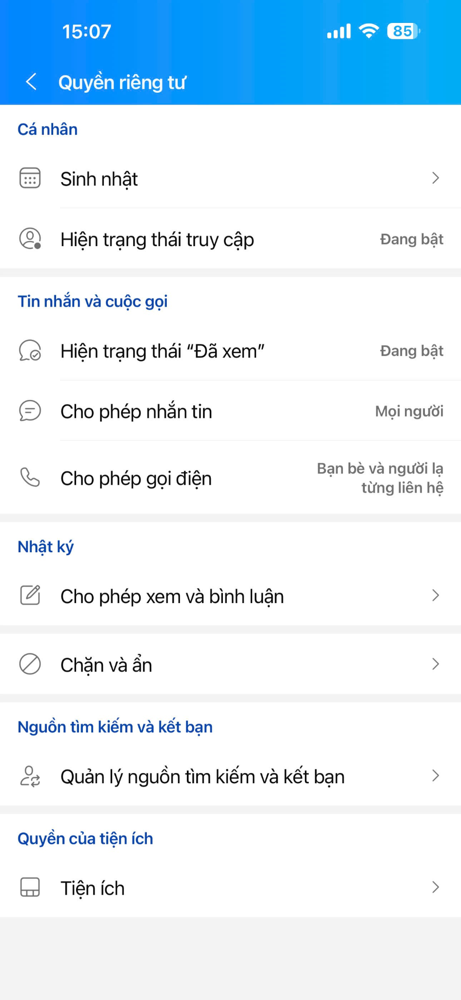 15:07
85
Quyền riêng tư
Cá nhân
Sinh nhật
Hiện trạng thái truy cập
Đang bật
Tin nhắn và cuộc gọi
Hiện trạng thái “Đã xem”
Đang bật
Cho phép nhắn tin
Mọi người
Cho phép gọi điện
Bạn bè và người lạ
từng liên hệ
Nhật ký
Cho phép xem và bình luận
Chặn và ẩn
Nguồn tìm kiếm và kết bạn
Quản lý nguồn tìm kiếm và kết bạn
Quyền của tiện ích
Tiện ích